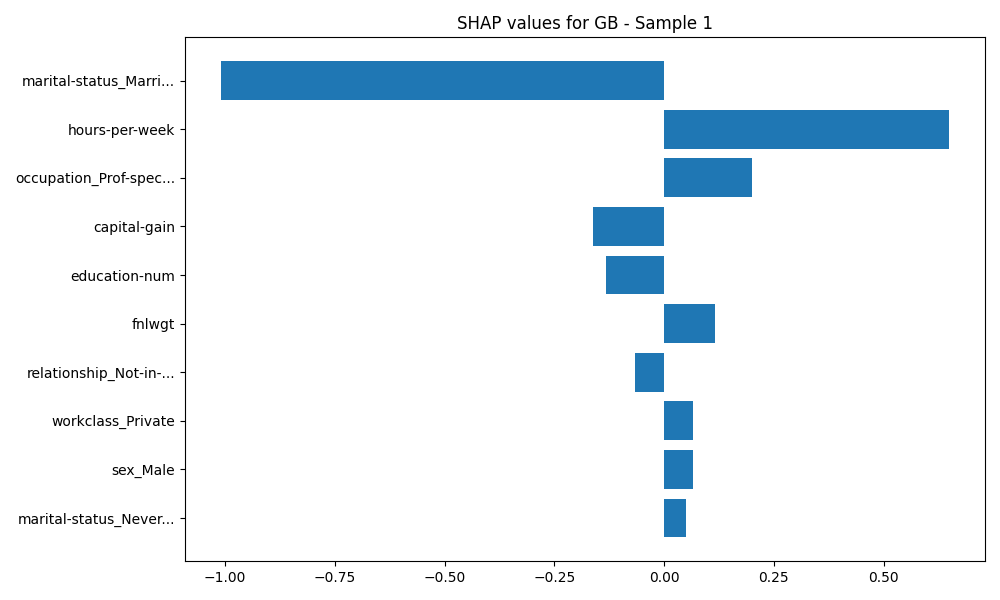 SHAP values for GB - Sample 1
marital-status_Marri...
hours-per-week
occupation_Prof-spec...
capital-gain
education-num
fnlwgt
relationship_Not-in-...
workclass_Private
sex_Male
marital-status_Never...
−1.00 −0.75 −0.50 −0.25 0.00 0.25 0.50